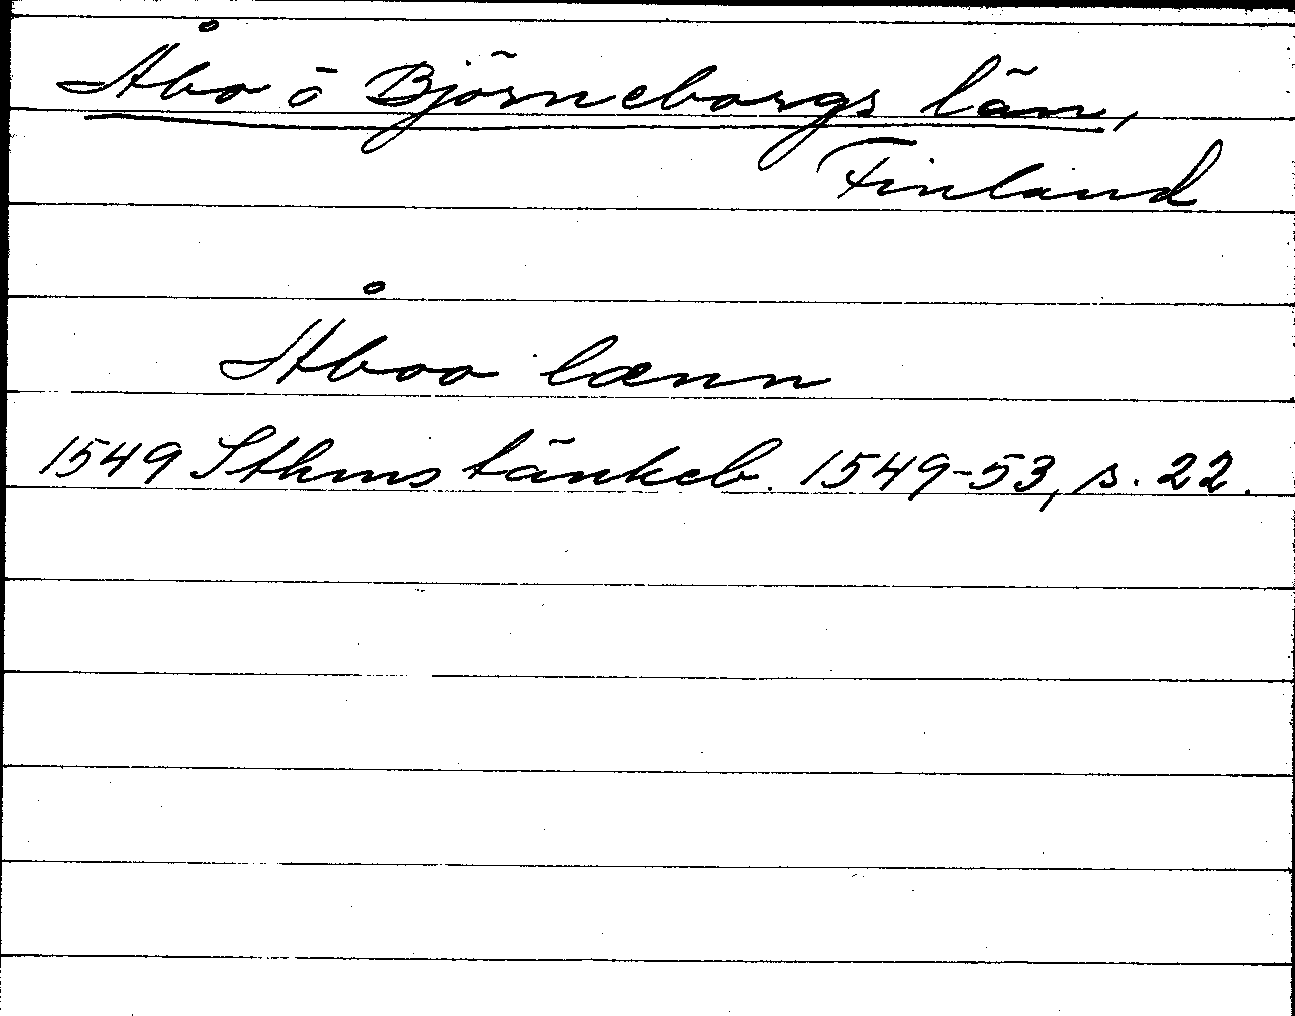 Åbo o Björneborgs län,
Finland
Åboo lænn
1549 Sthms tänkeb. 1549-53, s. 22.